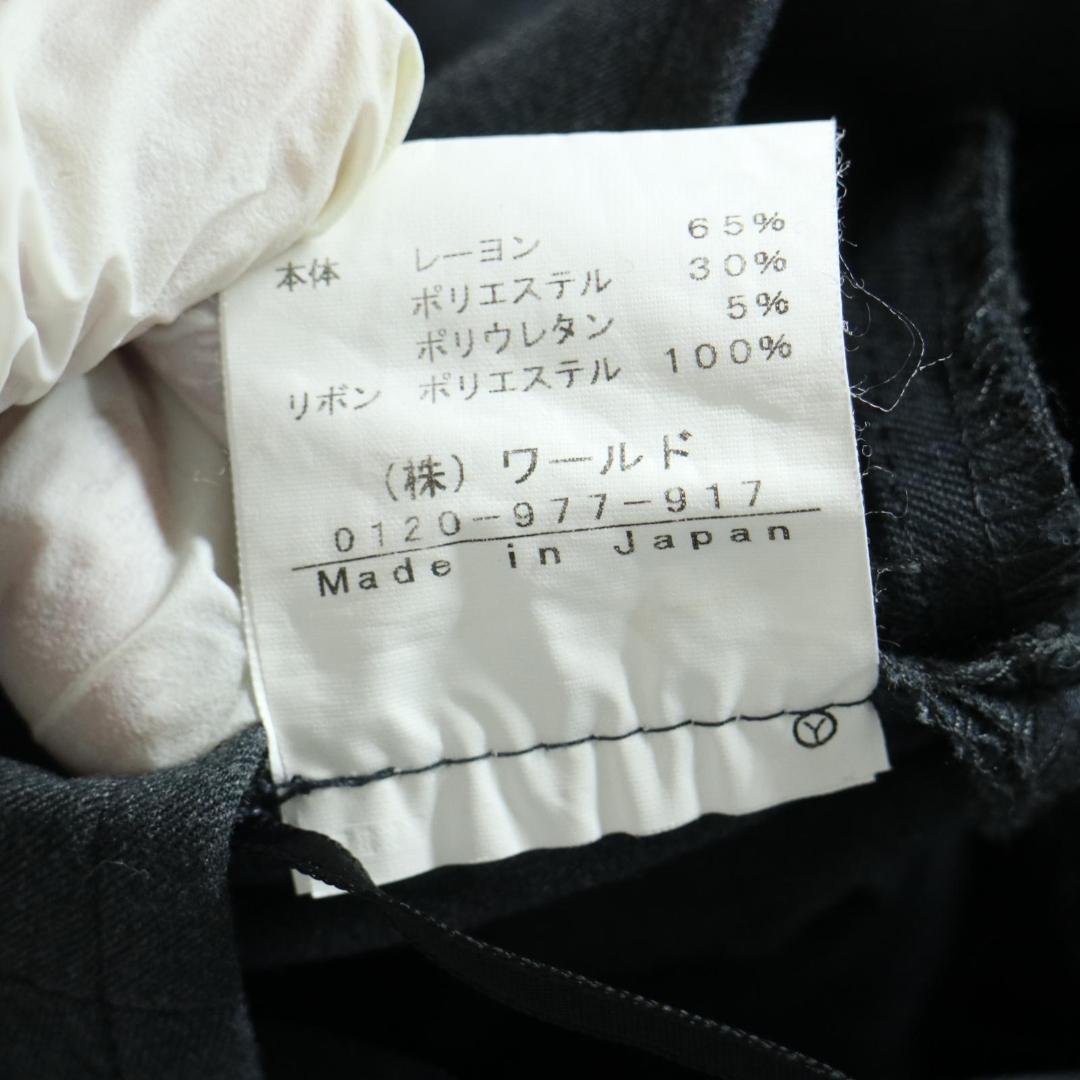 本体 レーヨン 65%
ポリエステル 30%
ポリウレタン 5%
リボン ポリエステル 100%
(株) ワールド
0120-977-917
Made in Japan
Y